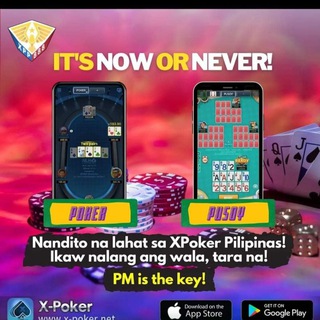 IT'S NOW OR NEVER!
POKER
PUSOY
Nandito na lahat sa XPoker Pilipinas!
Ikaw nalang ang wala, tara na!
PM is the key!
X-Poker
www.x-poker.net
Download on the
App Store
GET IT ON
Google Play